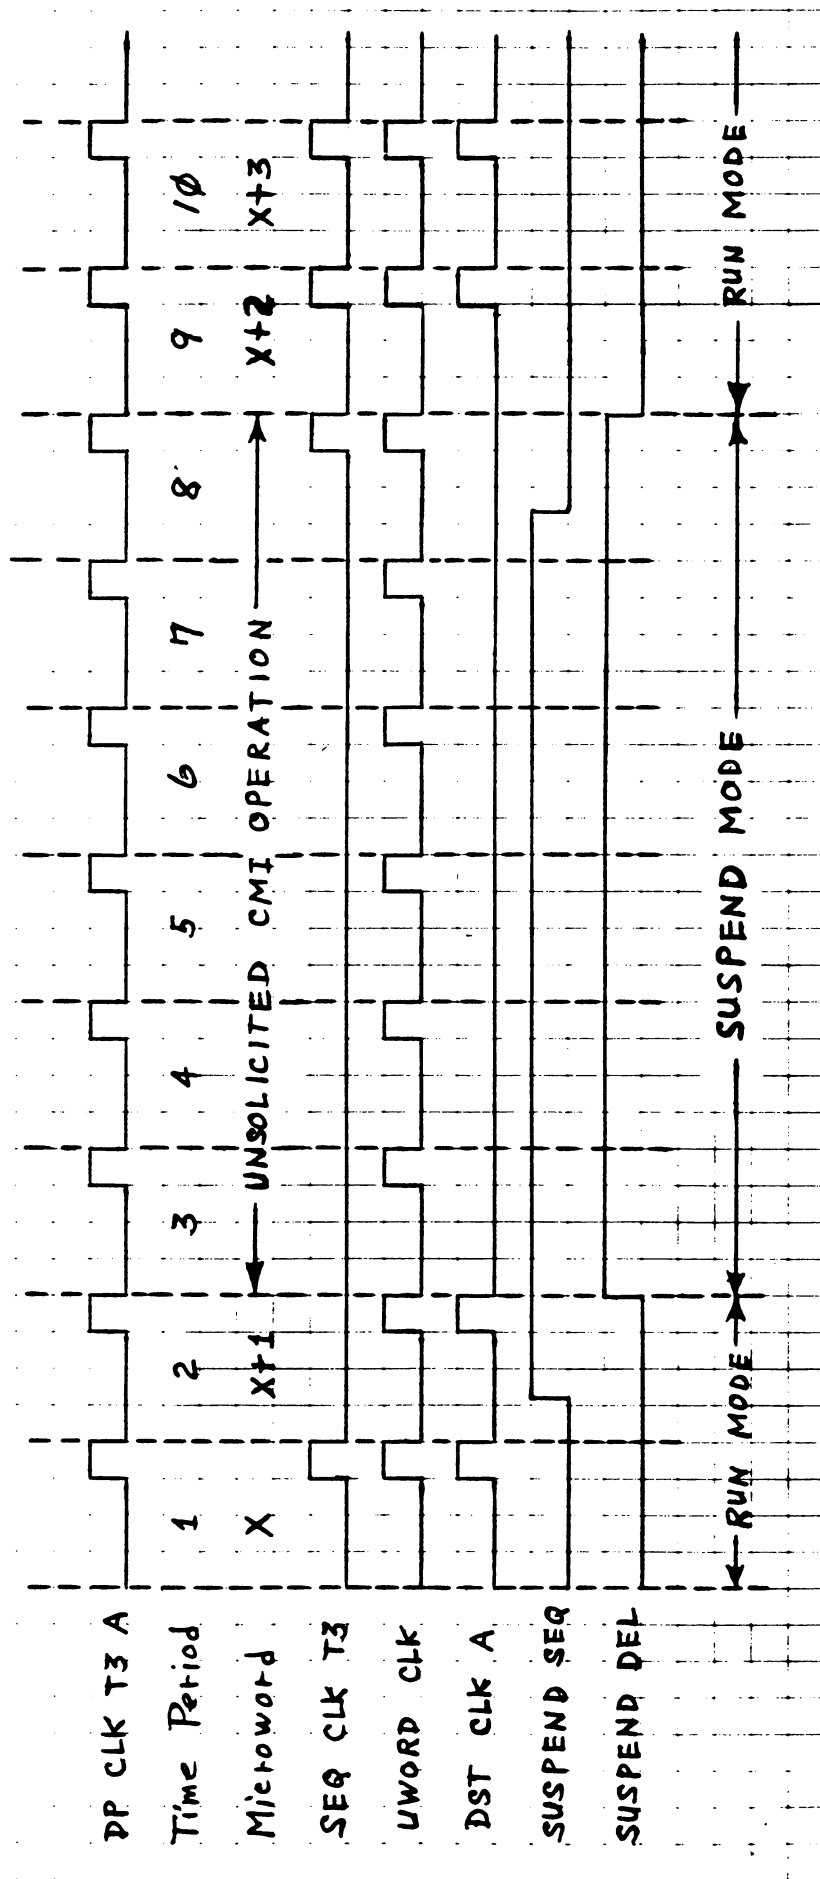 DP CLK T3 A
Time Period 1 2 3 4 5 6 7 8 9 1Ø
Microword X X+1 UNSOLICITED CMI OPERATION X+2 X+3
SEQ CLK T3
UWORD CLK
DST CLK A
SUSPEND SEQ
SUSPEND DEL
RUN MODE SUSPEND MODE RUN MODE